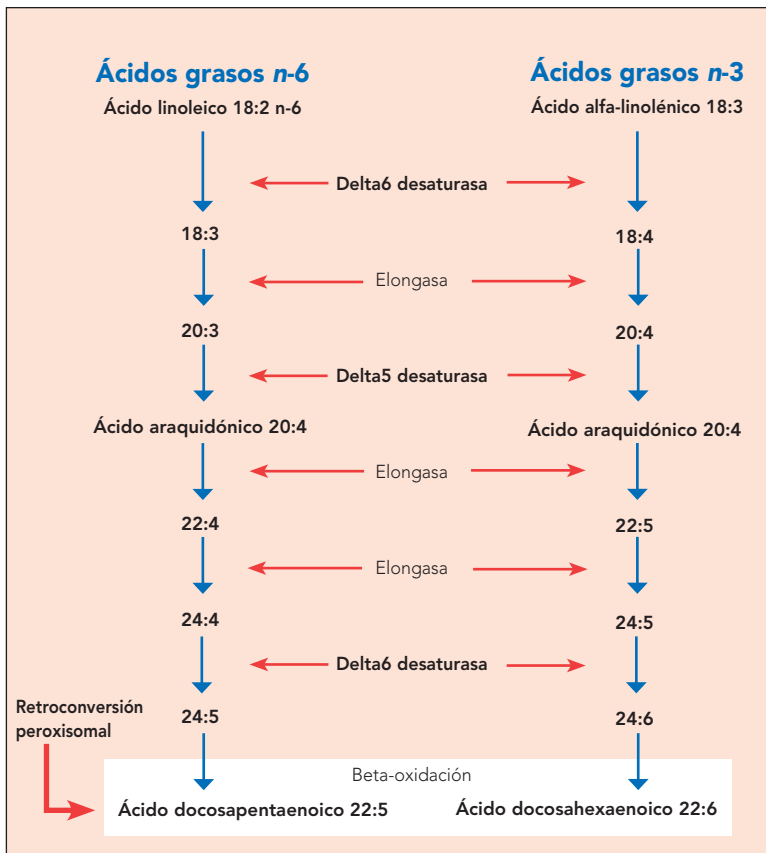 Ácidos grasos n-6
Ácidos grasos n-3
Ácido linoleico 18:2 n-6
Ácido alfa-linolénico 18:3
Delta6 desaturasa
18:3
18:4
Elongasa
20:3
20:4
Delta5 desaturasa
Ácido araquidónico 20:4
Ácido araquidónico 20:4
Elongasa
22:4
22:5
Elongasa
24:4
24:5
Delta6 desaturasa
Retroconversión
peroxisomal
24:5
24:6
Beta-oxidación
Ácido docosapentaenoico 22:5
Ácido docosahexaenoico 22:6